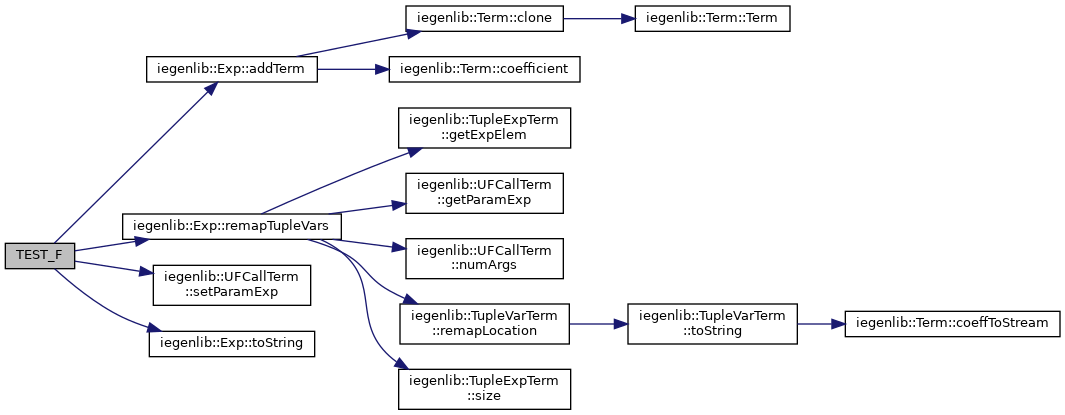 iegenlib::Term::clone
iegenlib::Term::Term
iegenlib::Exp::addTerm
iegenlib::Term::coefficient
iegenlib::TupleExpTerm
::getExpElem
iegenlib::UFCallTerm
::getParamExp
iegenlib::Exp::remapTupleVars
TEST_F
iegenlib::UFCallTerm
::numArgs
iegenlib::UFCallTerm
::setParamExp
iegenlib::TupleVarTerm
::remapLocation
iegenlib::TupleVarTerm
::toString
iegenlib::Term::coeffToStream
iegenlib::Exp::toString
iegenlib::TupleExpTerm
::size